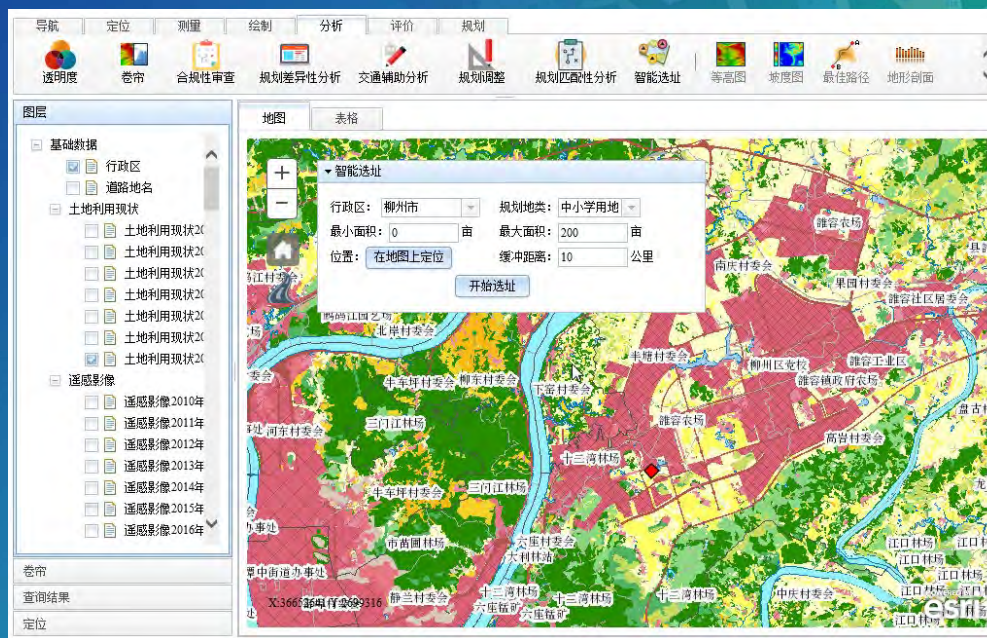 导航 定位 测量 绘制 分析 评价 规划
透明度 卷帘 合规性审查 规划差异性分析 交通辅助分析 规划调整 规划匹配性分析 智能选址 等高图 坡度图 最佳路径 地形剖面
图层
基础数据
行政区
道路地名
土地利用现状
土地利用现状20
土地利用现状20
土地利用现状20
土地利用现状20
土地利用现状20
土地利用现状20
土地利用现状20
遥感影像
遥感影像2010年
遥感影像2011年
遥感影像2012年
遥感影像2013年
遥感影像2014年
遥感影像2015年
遥感影像2016年
卷帘
查询结果
定位
地图 表格
智能选址
行政区: 柳州市 规划地类: 中小学用地
最小面积: 0 亩 最大面积: 200 亩
位置: 在地图上定位 缓冲距离: 10 公里
开始选址
雒容农场
南庆村委会
果园村委会
雒容社区居委会
北岸村委会
半塘村委会
柳州区党校
雒容工业区
牛车坪村委会
柳东村委会
下窑村委会
雒容镇政府农场
三门江林场
雒容农场
河东村委会
高岩村委会
十三湾林场
牛车坪村委会
三门江林场
市苗圃林场
六座村委会
大利林站
江口林场
江口林场
覃中街道办事处
静兰村委会
十三湾林场
十三湾林场
十三湾林场
中庆村委会
六座锰矿
六座锰矿
esri